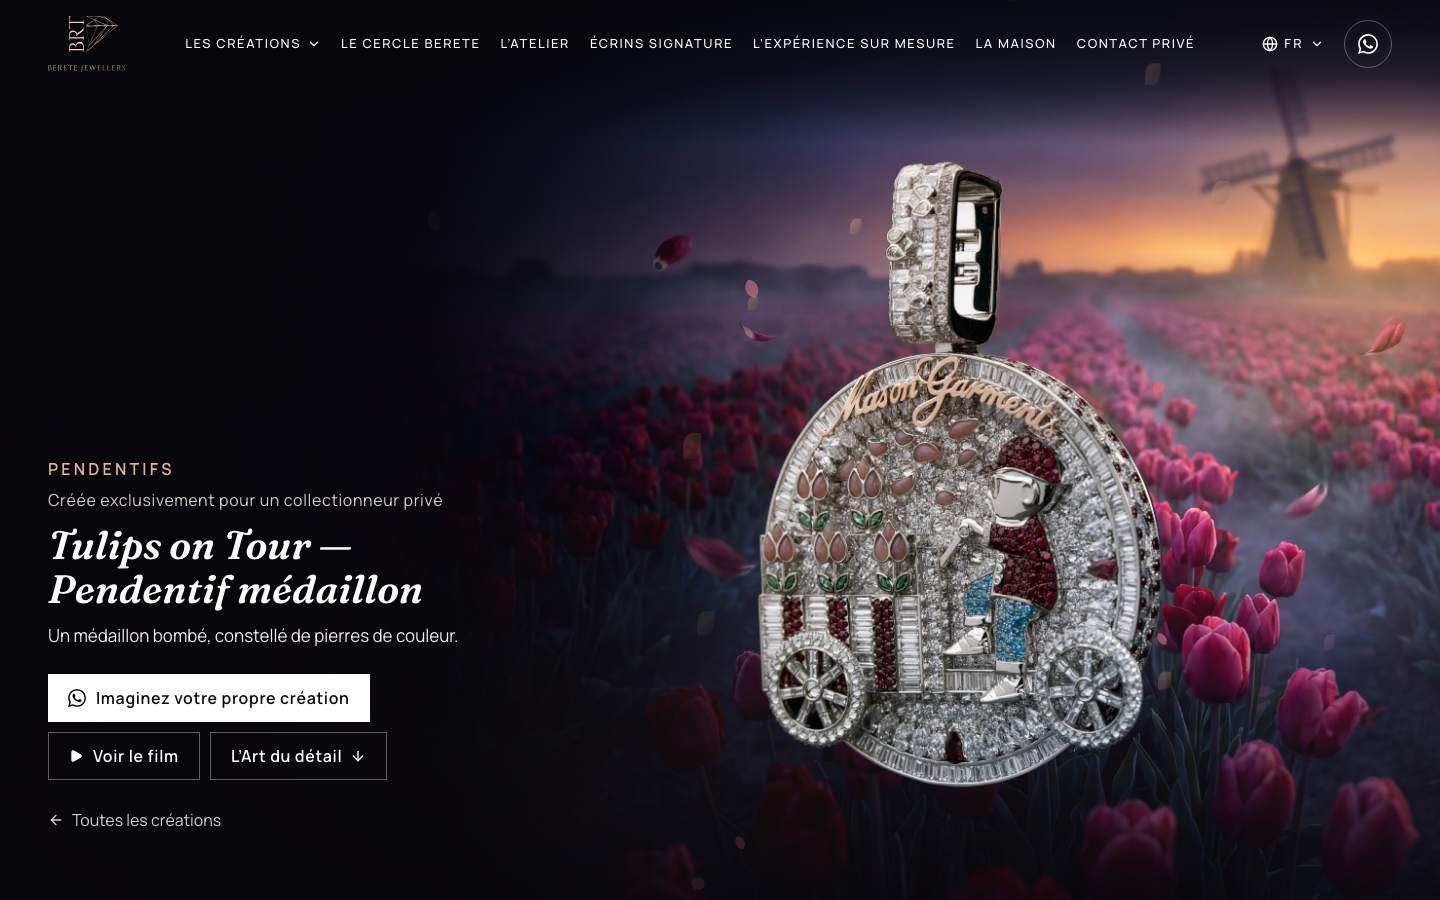 BRT
BERETE JEWELLERS
LES CRÉATIONS
LE CERCLE BERETE
L'ATELIER
ÉCRINS SIGNATURE
L'EXPÉRIENCE SUR MESURE
LA MAISON
CONTACT PRIVÉ
FR
Mason Garments
PENDENTIFS
Créée exclusivement pour un collectionneur privé
Tulips on Tour —
Pendentif médaillon
Un médaillon bombé, constellé de pierres de couleur.
Imaginez votre propre création
Voir le film
L'Art du détail ↓
← Toutes les créations